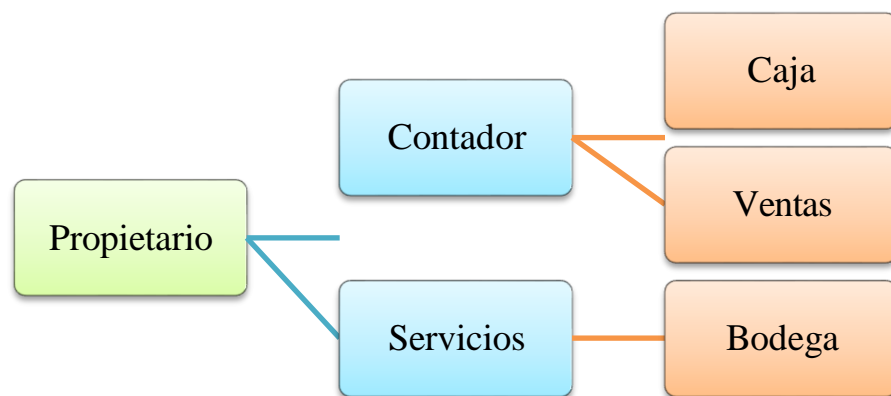 Propietario
Contador
Servicios
Caja
Ventas
Bodega